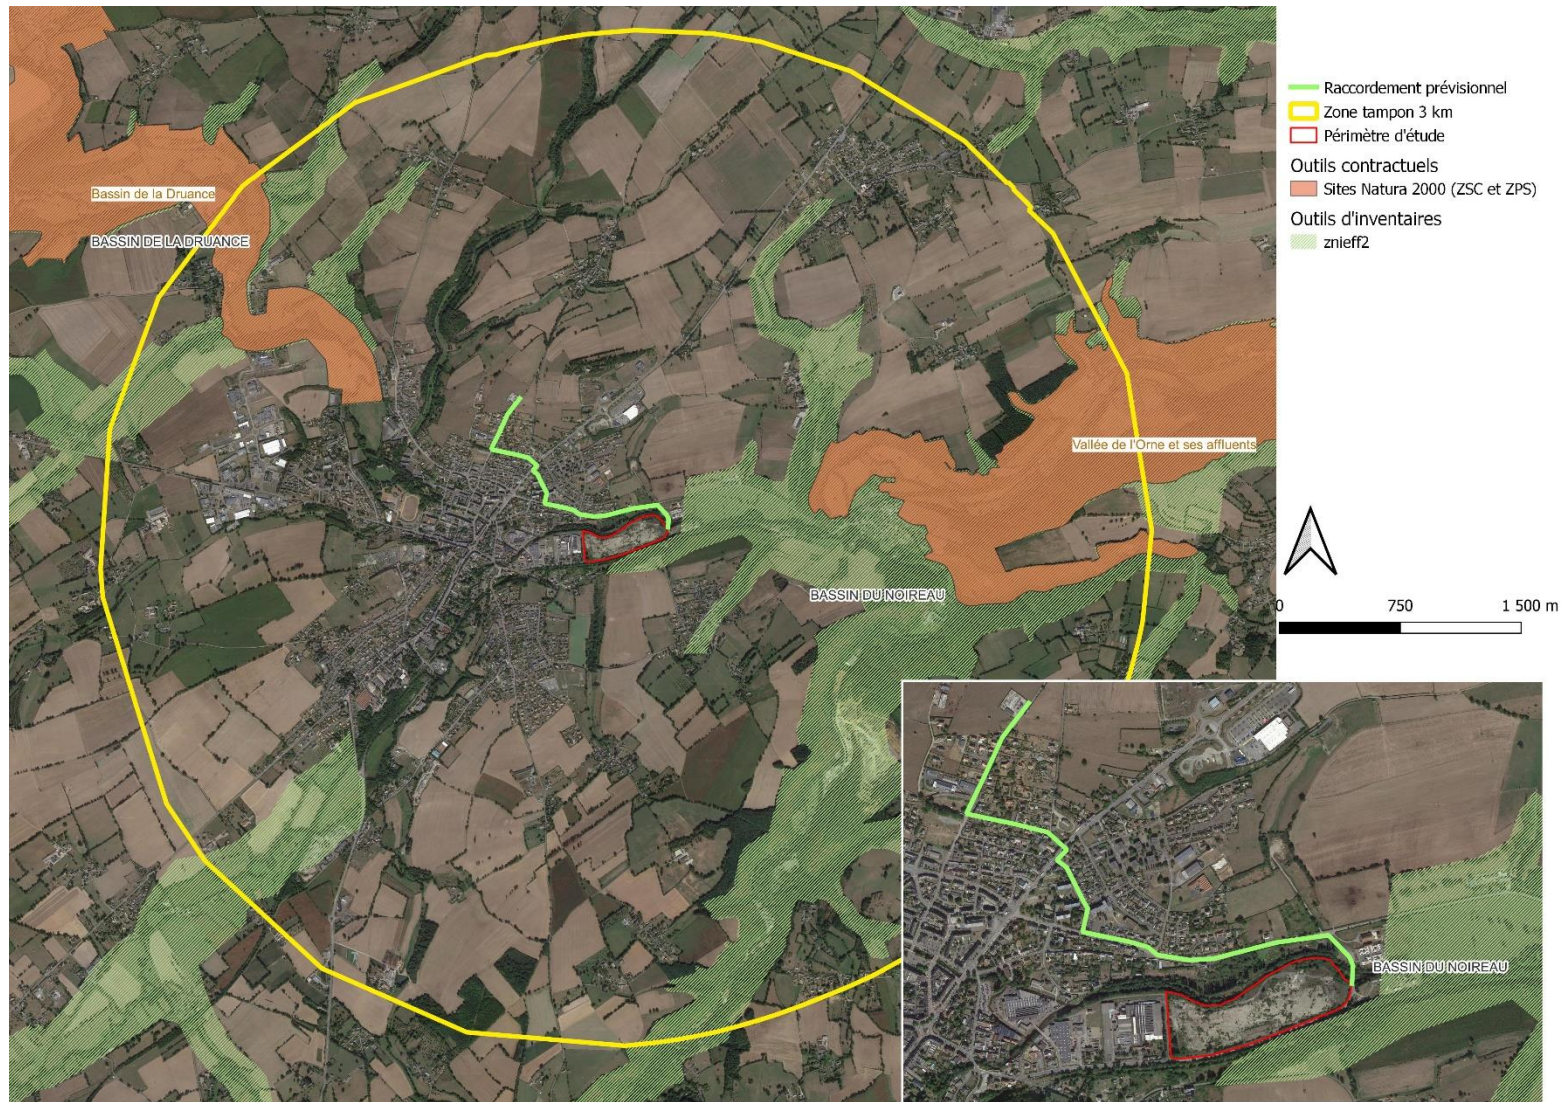 Raccordement prévisionnel
Zone tampon 3 km
Périmètre d'étude
Outils contractuels
Sites Natura 2000 (ZSC et ZPS)
Outils d'inventaires
znieff2
Bassin de la Druance
BASSIN DE LA DRUANCE
Vallée de l'Orne et ses affluents
BASSIN DU NOIREAU
0 750 1 500 m
BASSIN DU NOIREAU